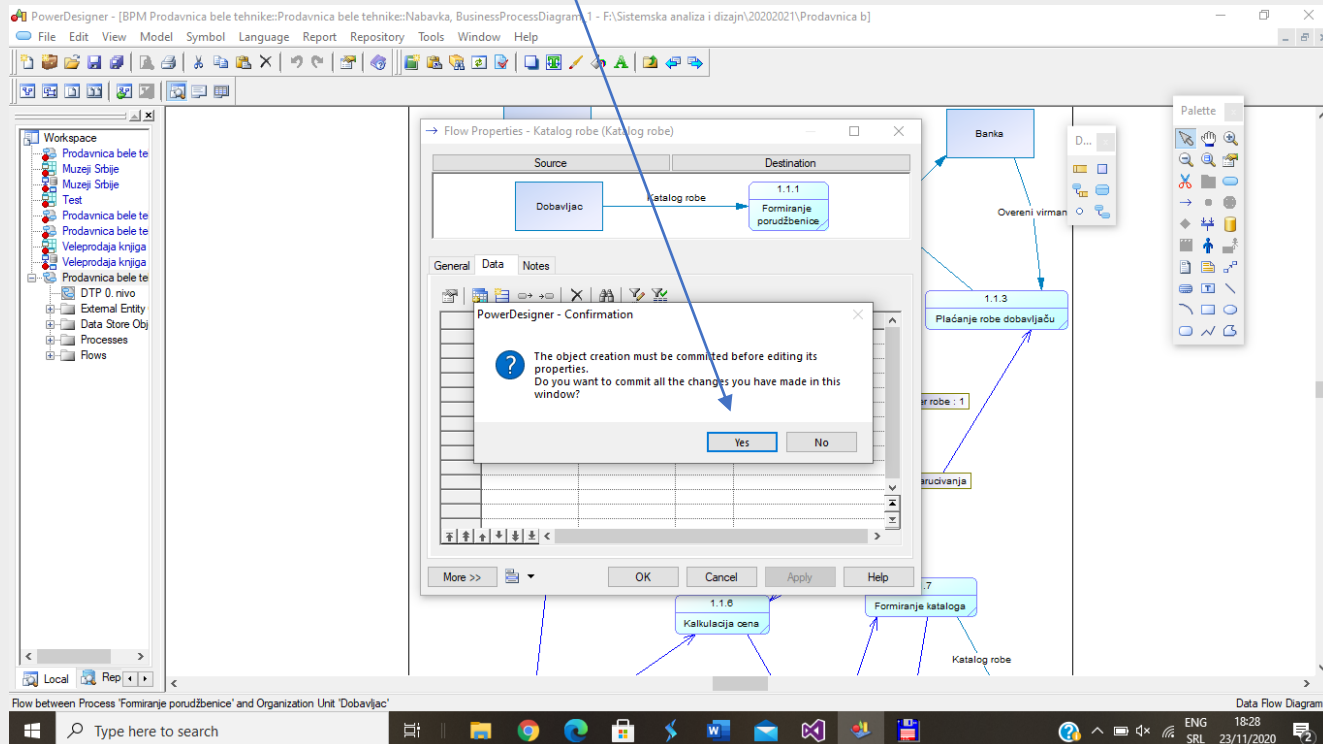 PowerDesigner - [BPM Prodavnica bele tehnike::Prodavnica bele tehnike::Nabavka, BusinessProcessDiagram_1 - F:\Sistemska analiza i dizajn\20202021\Prodavnica b]
File Edit View Model Symbol Language Report Repository Tools Window Help
Workspace
Prodavnica bele te
Muzeji Srbije
Muzeji Srbije
Test
Prodavnica bele te
Prodavnica bele te
Veleprodaja knjiga
Veleprodaja knjiga
Prodavnica bele te
DTP 0. nivo
External Entity
Data Store Obj
Processes
Flows
Local Rep
Flow Properties - Katalog robe (Katalog robe)
Source Destination
Dobavljac
Katalog robe
1.1.1
Formiranje
porudžbenice
General Data Notes
PowerDesigner - Confirmation
The object creation must be committed before editing its
properties.
Do you want to commit all the changes you have made in this
window?
Yes No
More >> OK Cancel Apply Help
Banka
Overeni virman
1.1.3
Plaćanje robe dobavljaču
er robe : 1
arucivanja
.7
Formiranje kataloga
1.1.6
Kalkulacija cena
Katalog robe
D...
Palette
Flow between Process 'Formiranje porudžbenice' and Organization Unit 'Dobavljac'
Data Flow Diagram
Type here to search
ENG
SRL
18:28
23/11/2020
2